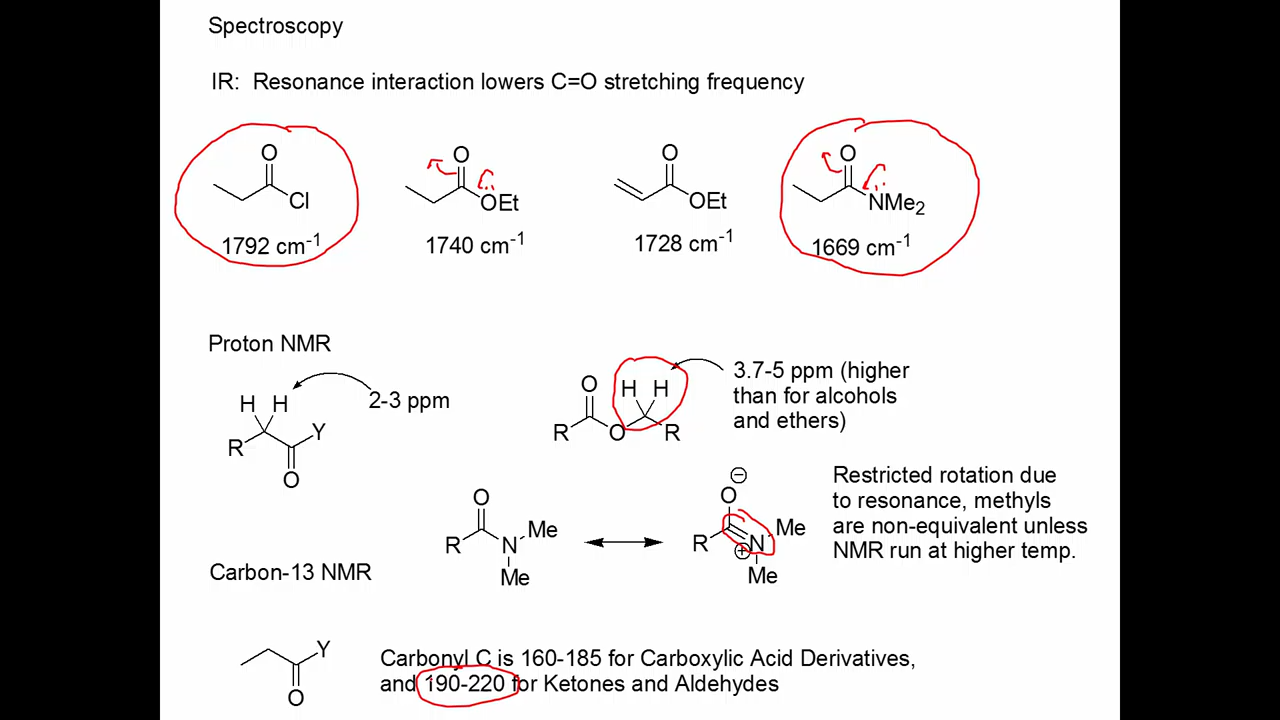 Spectroscopy
IR: Resonance interaction lowers C=O stretching frequency
O O O O
Cl OEt OEt NMe2
1792 cm-1 1740 cm-1 1728 cm-1 1669 cm-1
Proton NMR
H H
2-3 ppm
R
Y
O
O
H H
R
O
R
3.7-5 ppm (higher
than for alcohols
and ethers)
O
R
N
Me
Me
O
R
N
Me
Me
Restricted rotation due
to resonance, methyls
are non-equivalent unless
NMR run at higher temp.
Carbon-13 NMR
Y
O
Carbonyl C is 160-185 for Carboxylic Acid Derivatives,
and 190-220 for Ketones and Aldehydes